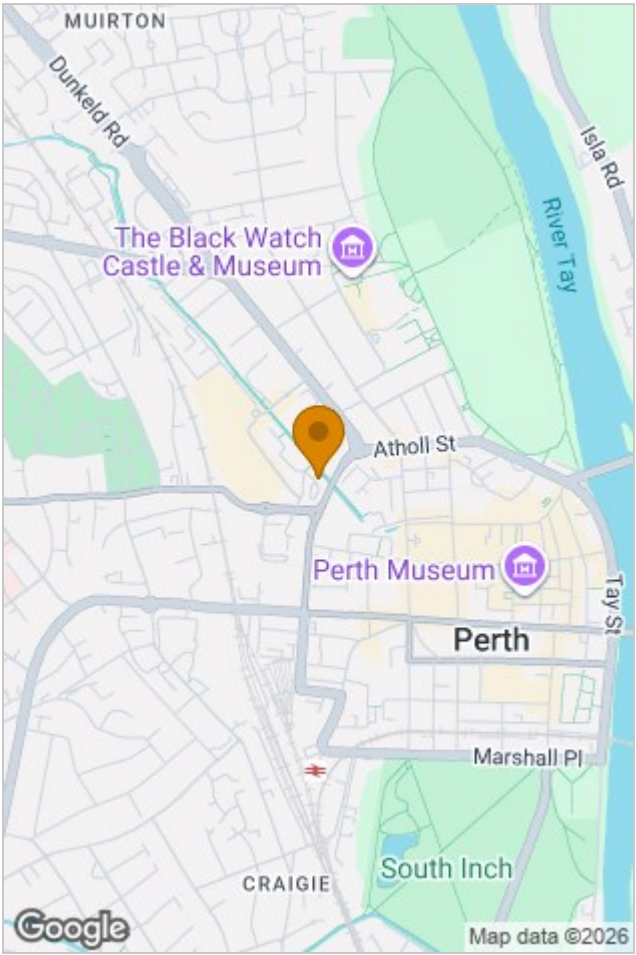 MUIRTON
Dunkeld Rd
Isla Rd
River Tay
The Black Watch
Castle & Museum
Atholl St
Perth Museum
Tay St
Perth
Marshall Pl
South Inch
CRAIGIE
Google
Map data ©2026